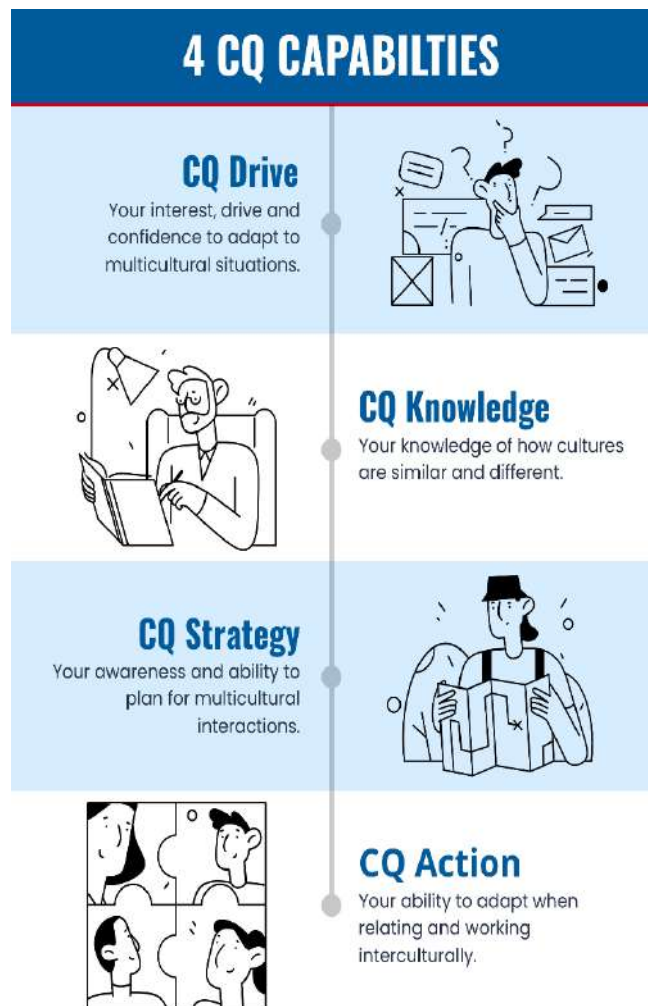 4 CQ CAPABILTIES
CQ Drive
Your interest, drive and
confidence to adapt to
multicultural situations.
CQ Knowledge
Your knowledge of how cultures
are similar and different.
CQ Strategy
Your awareness and ability to
plan for multicultural
interactions.
CQ Action
Your ability to adapt when
relating and working
interculturally.